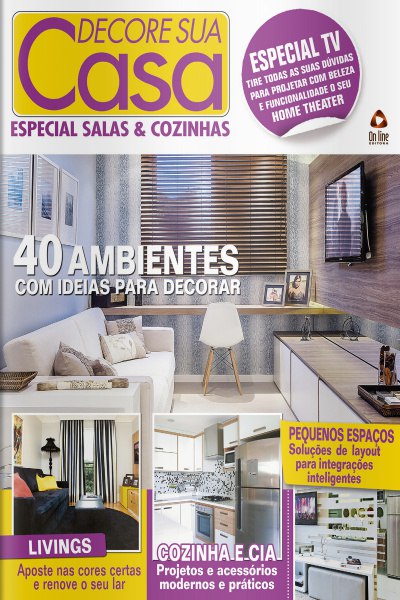 DECORE SUA
Casa
ESPECIAL SALAS & COZINHAS
ESPECIAL TV
TIRE TODAS AS SUAS DÚVIDAS
PARA PROJETAR COM BELEZA
E FUNCIONALIDADE O SEU
HOME THEATER
On line
EDITORA
40 AMBIENTES
COM IDEIAS PARA DECORAR
PEQUENOS ESPAÇOS
Soluções de layout
para integrações
inteligentes
LIVINGS
Aposte nas cores certas
e renove o seu lar
COZINHA E CIA
Projetos e acessórios
modernos e práticos